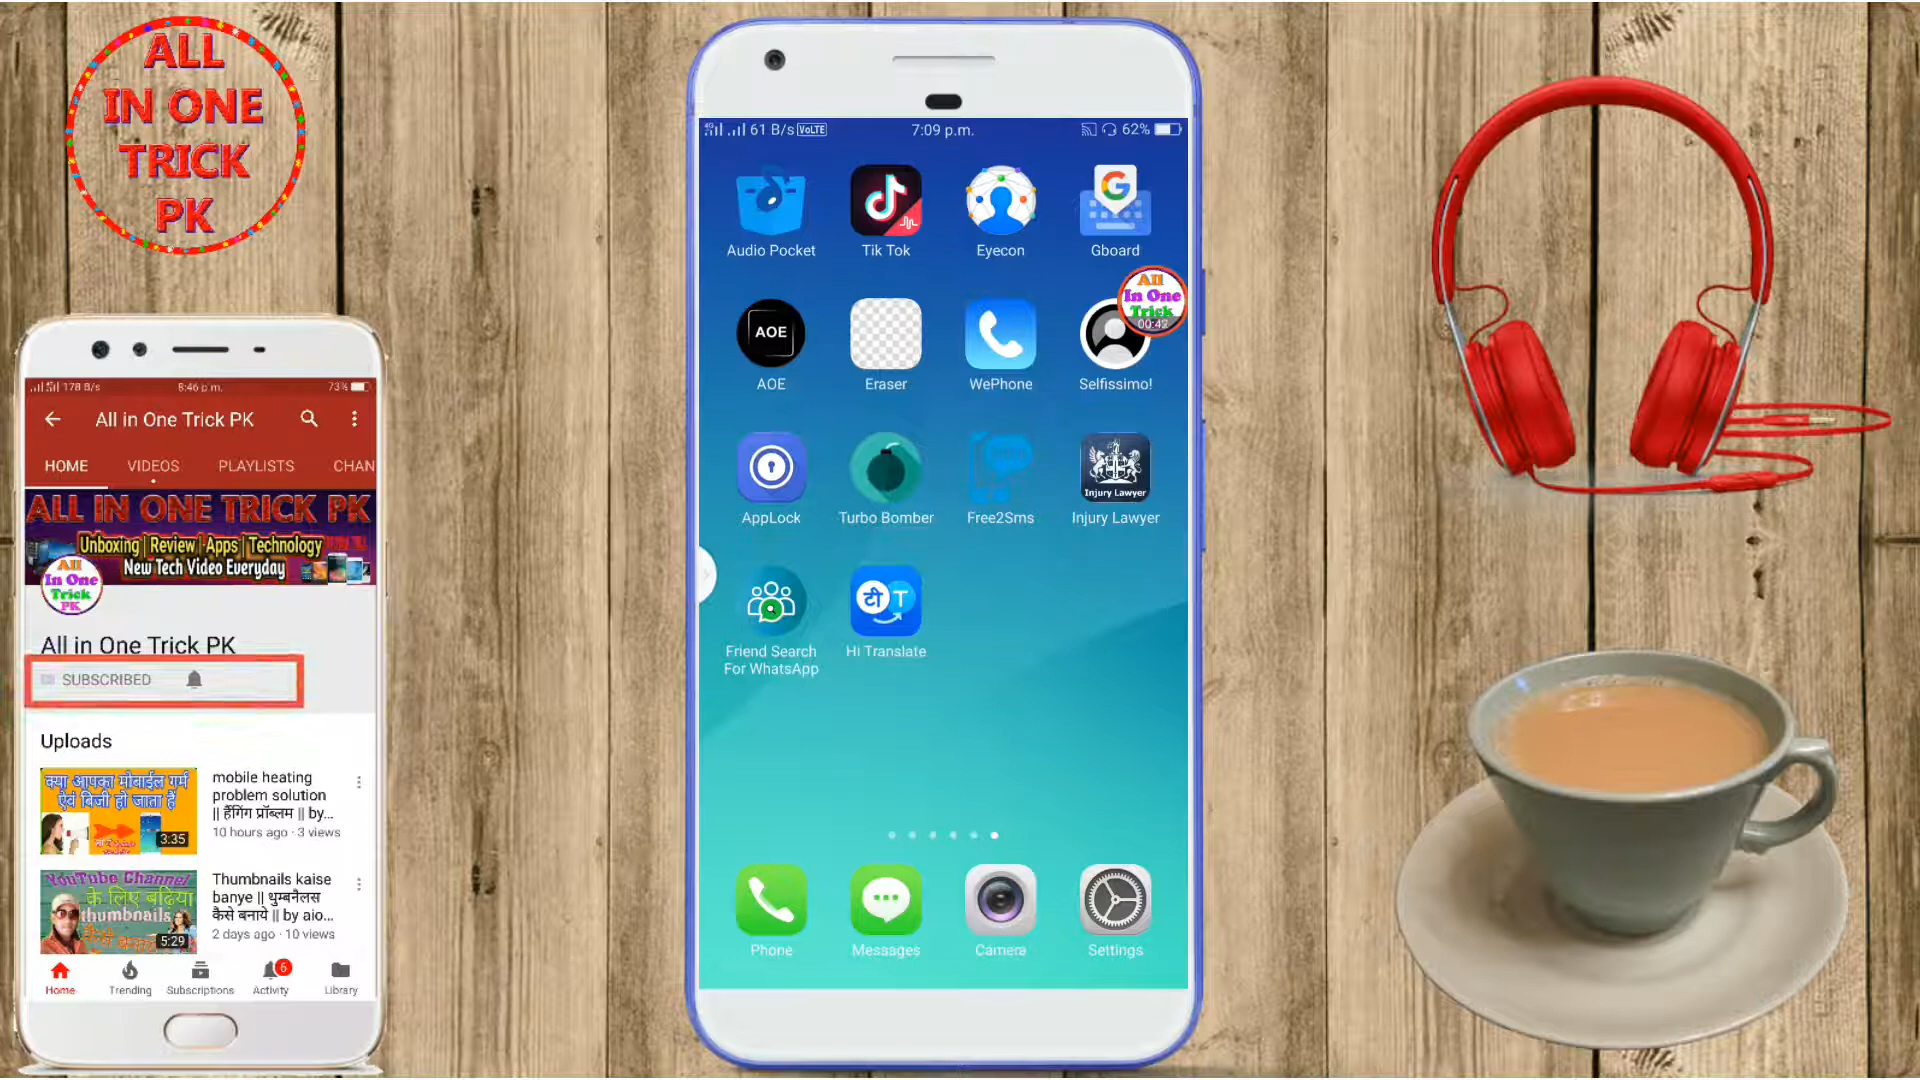 ALL
IN ONE
TRICK
PK
178 B/s
8:46 p.m.
73%
All in One Trick PK
HOME
VIDEOS
PLAYLISTS
CHAN
ALL IN ONE TRICK PK
Unboxing | Review | Apps | Technology
New Tech Video Everyday
All
In One
Trick
PK
All in One Trick PK
SUBSCRIBED
Uploads
क्या आपका मोबाईल गर्म
ऐवं बिजी हो जाता हैं
3:35
mobile heating
problem solution
|| हैंगिंग प्रॉब्लम || by...
10 hours ago · 3 views
YouTube Channel
के लिए बढिया
thumbnails
5:29
Thumbnails kaise
banye || थुम्बनैलस
कैसे बनाये || by aio...
2 days ago · 10 views
Home
Trending
Subscriptions
6
Activity
Library
61 B/s
VoLTE
7:09 p.m.
62%
Audio Pocket
Tik Tok
Eyecon
G
Gboard
AOE
AOE
Eraser
WePhone
Selfissimo!
All
In One
Trick
00:42
AppLock
Turbo Bomber
Free2Sms
Injury Lawyer
Injury Lawyer
Friend Search
For WhatsApp
टी T
Hi Translate
Phone
Messages
Camera
Settings